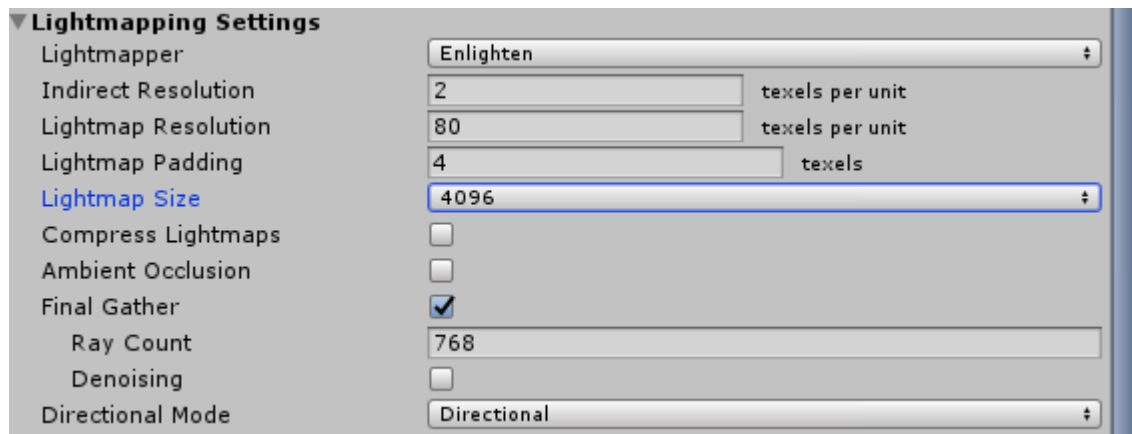 Lightmapping Settings
Lightmapper Enlighten
Indirect Resolution 2 texels per unit
Lightmap Resolution 80 texels per unit
Lightmap Padding 4 texels
Lightmap Size 4096
Compress Lightmaps
Ambient Occlusion
Final Gather
Ray Count 768
Denoising
Directional Mode Directional